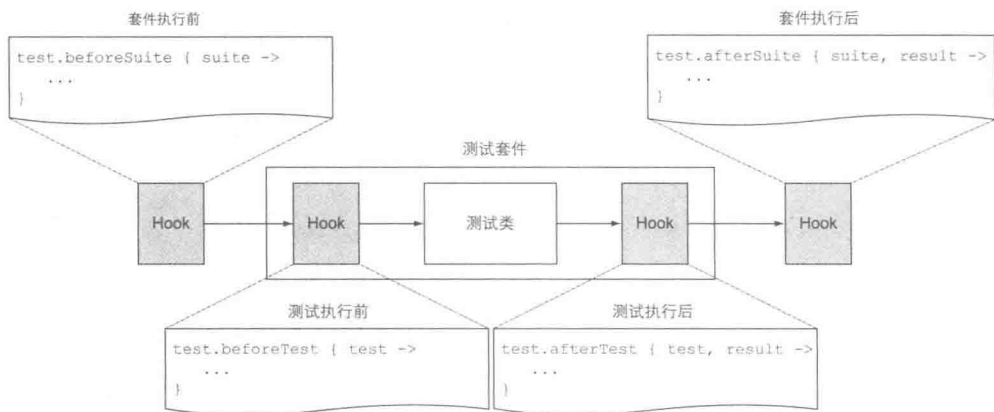 套件执行前
套件执行后
test.beforeSuite { suite ->
...
}
test.afterSuite { suite, result ->
...
}
测试套件
Hook
Hook
测试类
Hook
Hook
测试执行前
测试执行后
test.beforeTest { test ->
...
}
test.afterTest { test, result ->
...
}